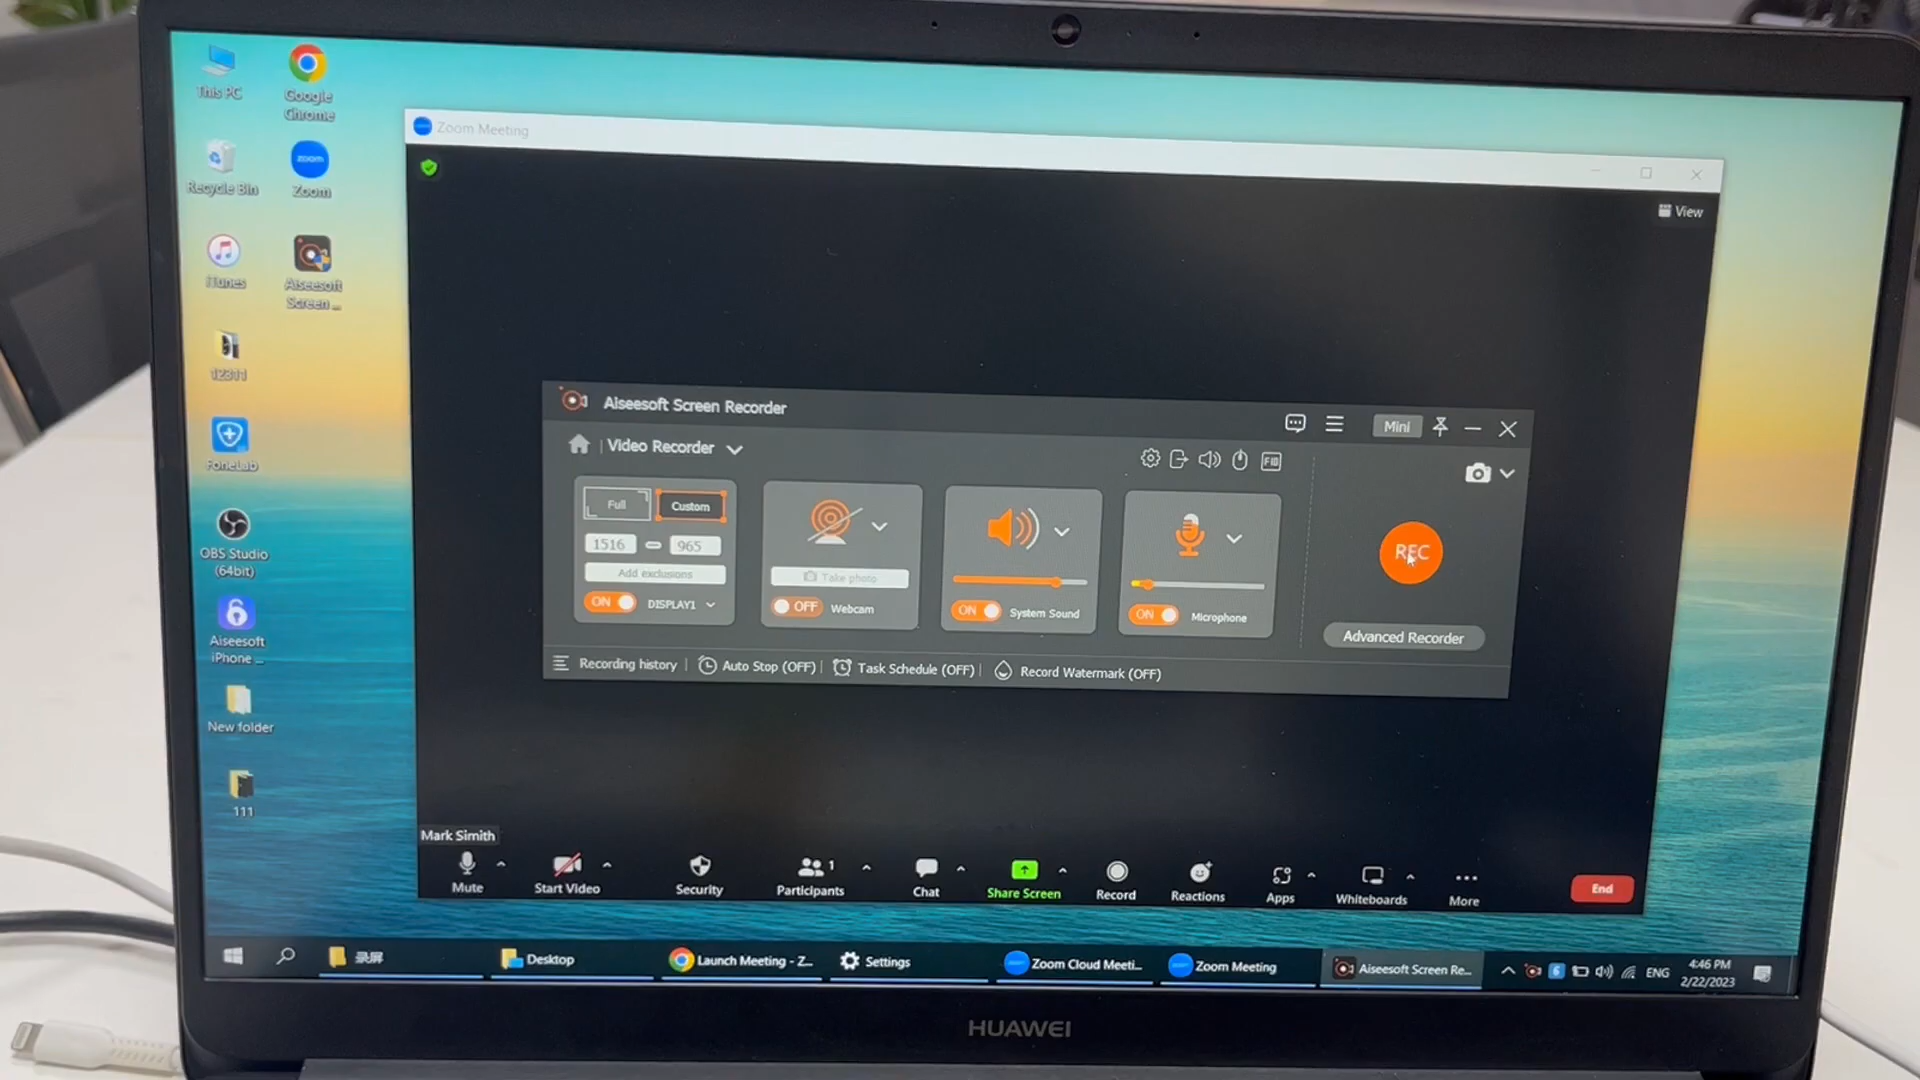 This PC
Google
Chrome
Recycle Bin
zoom
Zoom
iTunes
Aiseesoft
Screen ...
12311
FoneLab
OBS Studio
(64bit)
Aiseesoft
iPhone ...
New folder
111
Zoom Meeting
View
Aiseesoft Screen Recorder
Mini
Video Recorder
Full
Custom
1516
965
Add exclusions
ON
DISPLAY1
Take photo
OFF
Webcam
ON
System Sound
ON
Microphone
REC
Advanced Recorder
Recording history
Auto Stop (OFF)
Task Schedule (OFF)
Record Watermark (OFF)
Mark Simith
Mute
Start Video
Security
1
Participants
Chat
Share Screen
Record
Reactions
Apps
Whiteboards
More
End
录屏
Desktop
Launch Meeting - Z...
Settings
Zoom Cloud Meeti...
Zoom Meeting
Aiseesoft Screen Re...
ENG
4:46 PM
2/22/2023
HUAWEI